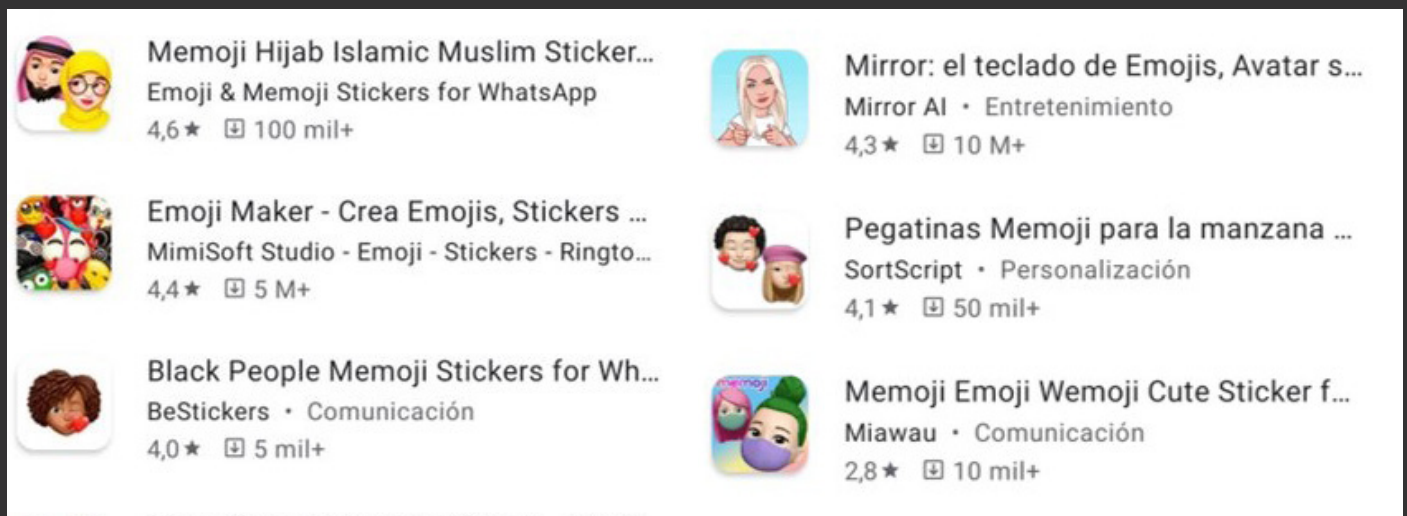 Memoji Hijab Islamic Muslim Sticker...
Emoji & Memoji Stickers for WhatsApp
4,6★ 100 mil+
Emoji Maker - Crea Emojis, Stickers ...
MimiSoft Studio - Emoji - Stickers - Ringto...
4,4★ 5 M+
Black People Memoji Stickers for Wh...
BeStickers • Comunicación
4,0★ 5 mil+
Mirror: el teclado de Emojis, Avatar s...
Mirror AI • Entretenimiento
4,3★ 10 M+
Pegatinas Memoji para la manzana ...
SortScript • Personalización
4,1★ 50 mil+
memoji
Memoji Emoji Wemoji Cute Sticker f...
Miawau • Comunicación
2,8★ 10 mil+